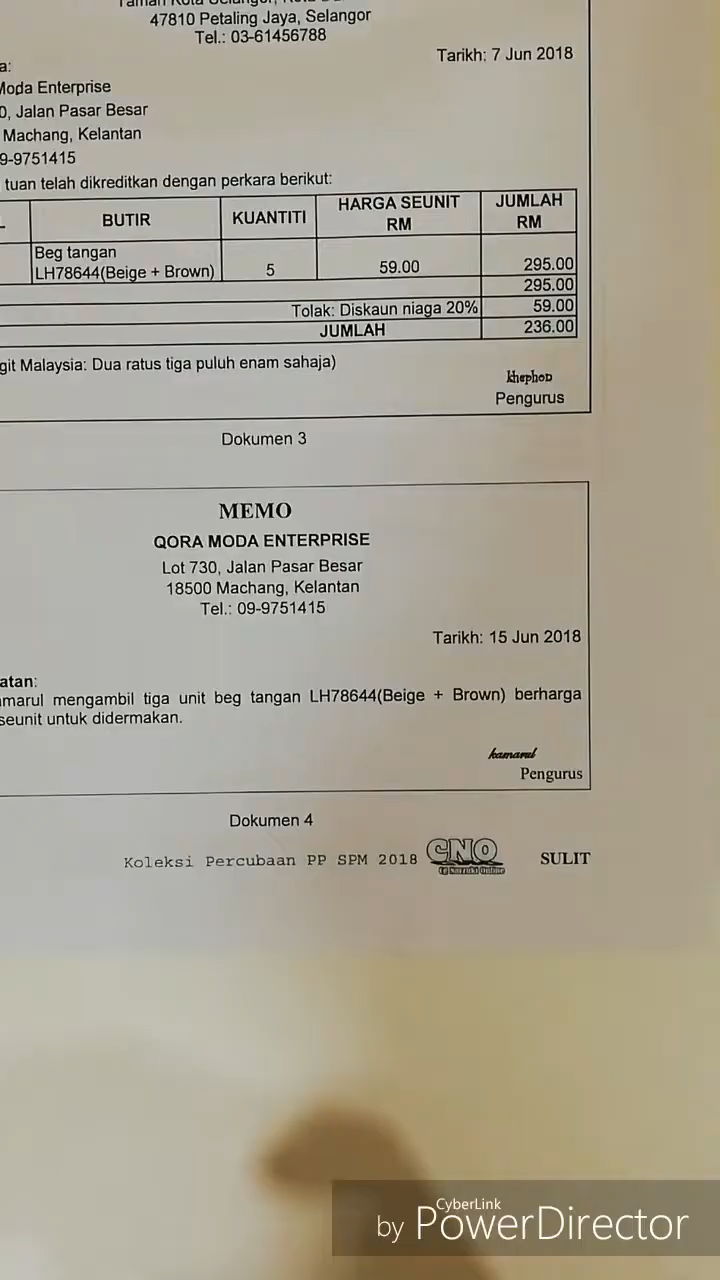 47810 Petaling Jaya, Selangor
Tel.: 03-61456788
Tarikh: 7 Jun 2018
a:
Moda Enterprise
0, Jalan Pasar Besar
Machang, Kelantan
9-9751415
tuan telah dikreditkan dengan perkara berikut:
BUTIR KUANTITI HARGA SEUNIT RM JUMLAH RM
Beg tangan
LH78644(Beige + Brown) 5 59.00 295.00
295.00
Tolak: Diskaun niaga 20% 59.00
JUMLAH 236.00
git Malaysia: Dua ratus tiga puluh enam sahaja)
khephon
Pengurus
Dokumen 3
MEMO
QORA MODA ENTERPRISE
Lot 730, Jalan Pasar Besar
18500 Machang, Kelantan
Tel.: 09-9751415
Tarikh: 15 Jun 2018
atan:
amarul mengambil tiga unit beg tangan LH78644(Beige + Brown) berharga
seunit untuk didermakan.
kamarul
Pengurus
Dokumen 4
Koleksi Percubaan PP SPM 2018 CNO SULIT
by CyberLink PowerDirector